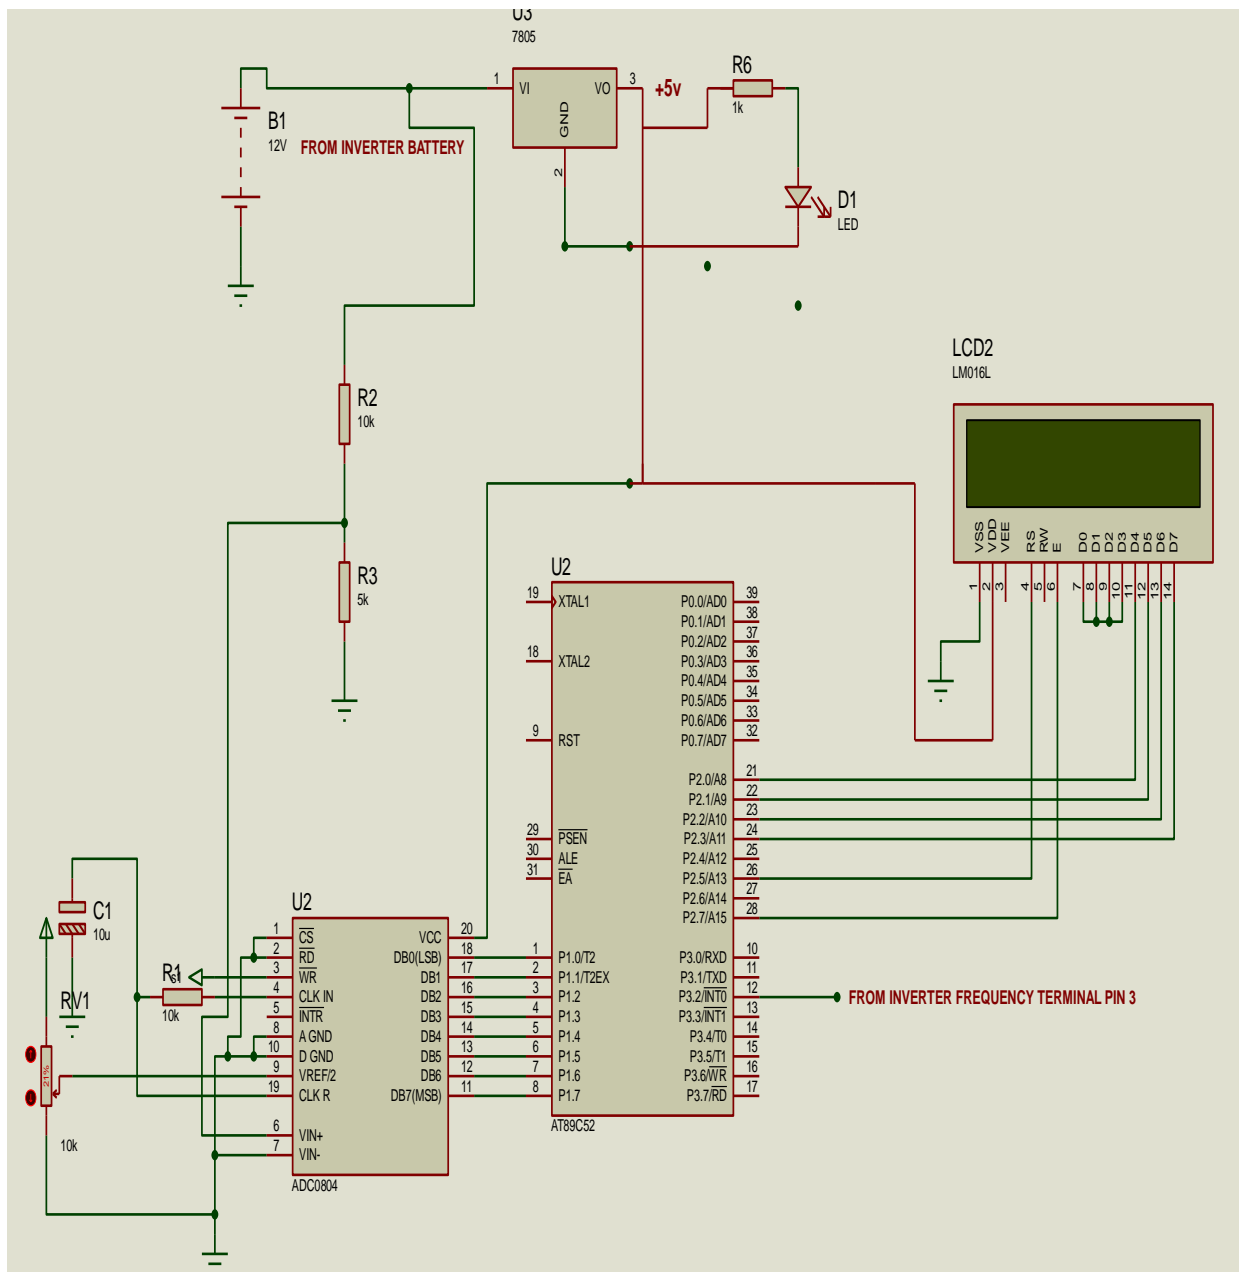 U3
7805
1
VI
VO
3
+5v
GND
2
R6
1k
B1
12V
FROM INVERTER BATTERY
D1
LED
LCD2
LM016L
VSS
VDD
VEE
RS
RW
E
D0
D1
D2
D3
D4
D5
D6
D7
1
2
3
4
5
6
7
8
9
10
11
12
13
14
R2
10k
R3
5k
U2
19 XTAL1
18 XTAL2
9 RST
29 PSEN
30 ALE
31 EA
1 P1.0/T2
2 P1.1/T2EX
3 P1.2
4 P1.3
5 P1.4
6 P1.5
7 P1.6
8 P1.7
P0.0/AD0 39
P0.1/AD1 38
P0.2/AD2 37
P0.3/AD3 36
P0.4/AD4 35
P0.5/AD5 34
P0.6/AD6 33
P0.7/AD7 32
P2.0/A8 21
P2.1/A9 22
P2.2/A10 23
P2.3/A11 24
P2.4/A12 25
P2.5/A13 26
P2.6/A14 27
P2.7/A15 28
P3.0/RXD 10
P3.1/TXD 11
P3.2/INT0 12
P3.3/INT1 13
P3.4/T0 14
P3.5/T1 15
P3.6/WR 16
P3.7/RD 17
AT89C52
FROM INVERTER FREQUENCY TERMINAL PIN 3
C1
10u
R1
10k
RV1
21%
10k
U2
1 CS
2 RD
3 WR
4 CLK IN
5 INTR
8 A GND
10 D GND
9 VREF/2
19 CLK R
6 VIN+
7 VIN-
VCC 20
DB0(LSB) 18
DB1 17
DB2 16
DB3 15
DB4 14
DB5 13
DB6 12
DB7(MSB) 11
ADC0804